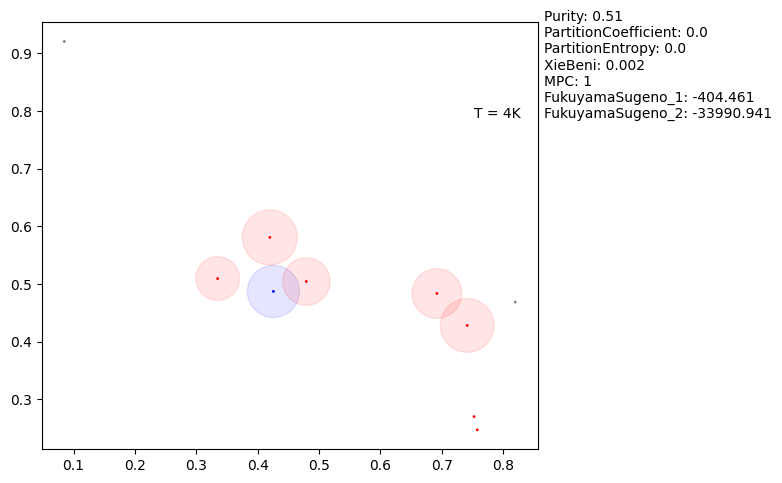 Purity: 0.51
PartitionCoefficient: 0.0
PartitionEntropy: 0.0
XieBeni: 0.002
MPC: 1
FukuyamaSugeno_1: -404.461
FukuyamaSugeno_2: -33990.941
T = 4K
0.9
0.8
0.7
0.6
0.5
0.4
0.3
0.1 0.2 0.3 0.4 0.5 0.6 0.7 0.8